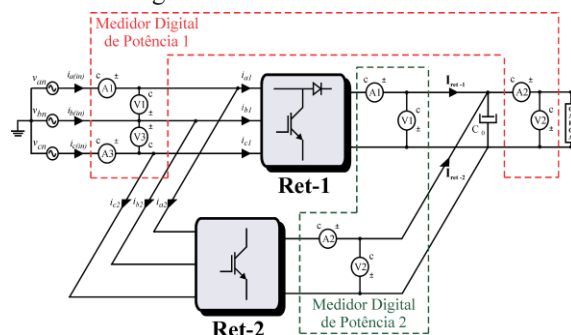 Medidor Digital
de Potência 1
v_an
i_a(in)
c A1 ±
c V1 ±
i_a1
v_bn
i_b(in)
i_b1
V3 c ±
v_cn
i_c(in)
c A3 ±
i_c1
Ret-1
c A1 ±
c V1 ±
I_ret-1
c A2 ±
V2 c ±
C_o
I_ret-2
i_c2
i_b2
i_a2
Ret-2
c A2 ±
V2 c ±
Medidor Digital
de Potência 2